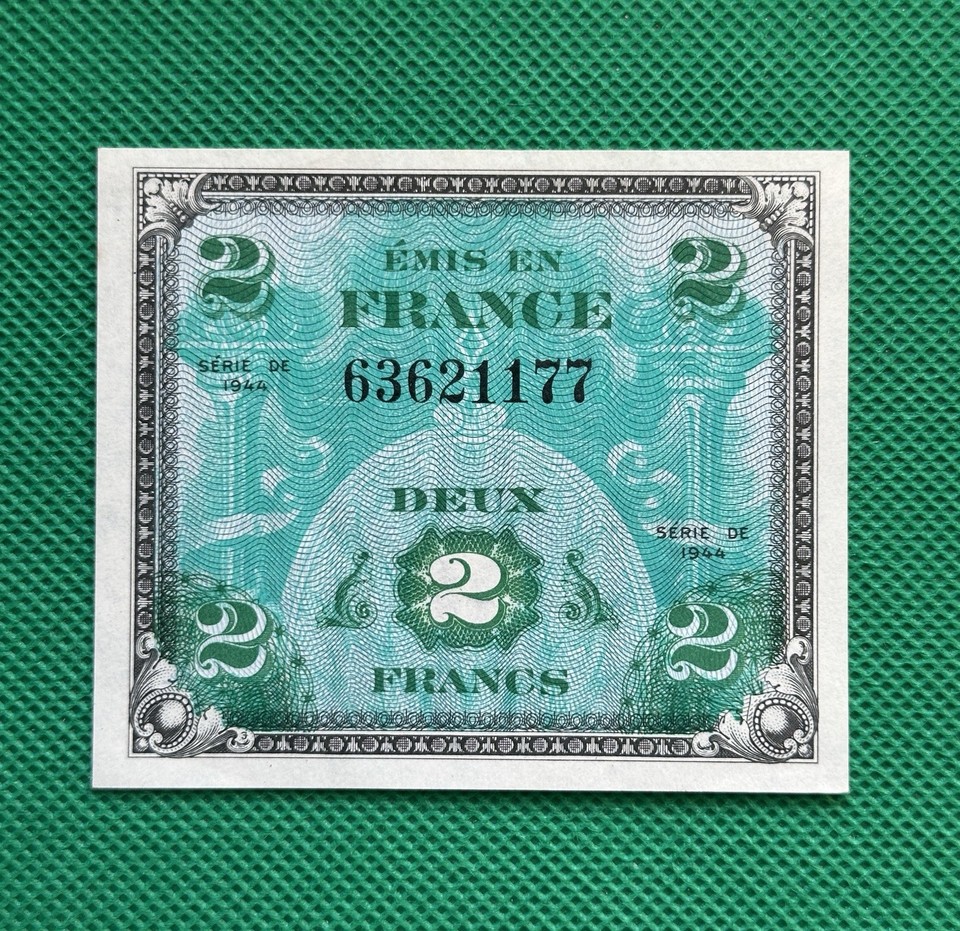 2 2
ÉMIS EN
FRANCE
SÉRIE DE
1944
63621177
DEUX
SÉRIE DE
1944
2
2 2
FRANCS